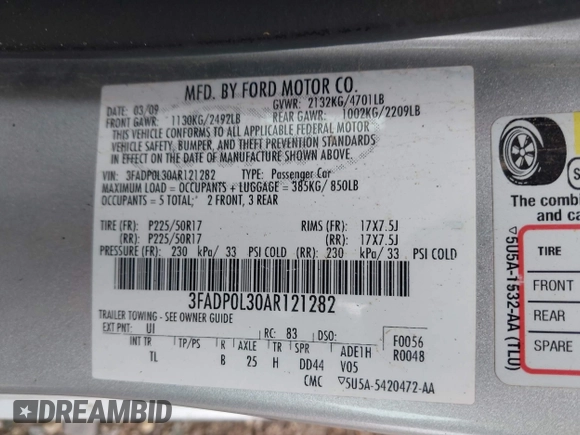 MFD. BY FORD MOTOR CO.
DATE: 03/09 GVWR: 2132KG/4701LB
FRONT GAWR: 1130KG/2492LB REAR GAWR: 1002KG/2209LB
THIS VEHICLE CONFORMS TO ALL APPLICABLE FEDERAL MOTOR
VEHICLE SAFETY, BUMPER, AND THEFT PREVENTION STANDARDS
IN EFFECT ON THE DATE OF MANUFACTURE SHOWN ABOVE.
VIN: 3FADP0L30AR121282 TYPE: Passenger Car
MAXIMUM LOAD = OCCUPANTS + LUGGAGE = 385KG/850LB
OCCUPANTS = 5 TOTAL; 2 FRONT, 3 REAR
TIRE (FR): P225/50R17 RIMS (FR): 17X7.5J
(RR): P225/50R17 (RR): 17X7.5J
PRESSURE (FR): 230 kPa/ 33 PSI COLD (RR): 230 kPa/ 33 PSI COLD
3FADP0L30AR121282
TRAILER TOWING - SEE OWNER GUIDE
EXT PNT: UI RC: 83 DSO: F0056
INT TR TP/PS R AXLE TR SPR ADE1H R0048
TL B 25 H DD44 V05
CMC ▽5U5A-5420472-AA
The comb
and ca
TIRE
FRONT
REAR
SPARE
▽5U5A-1532-AA (TLU)
DREAMBID